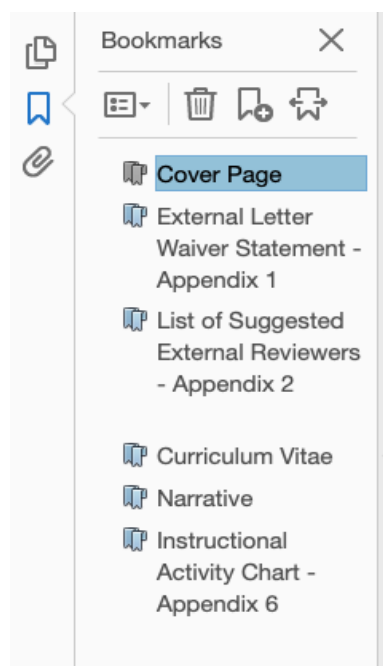 Bookmarks
Cover Page
External Letter
Waiver Statement -
Appendix 1
List of Suggested
External Reviewers
- Appendix 2
Curriculum Vitae
Narrative
Instructional
Activity Chart -
Appendix 6